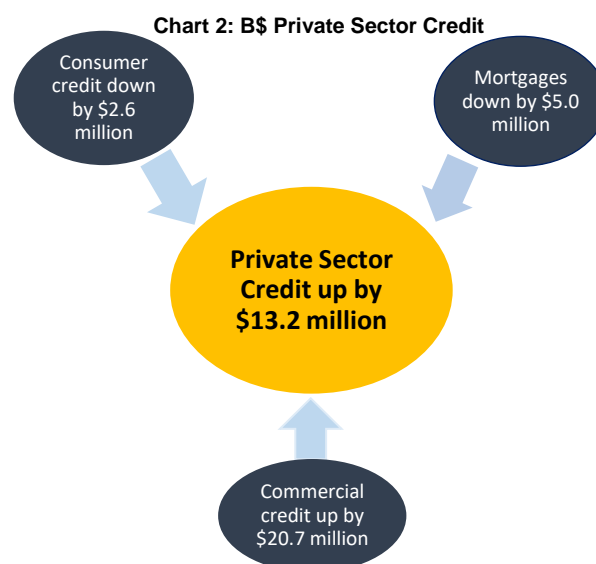 Chart 2: B$ Private Sector Credit
Consumer
credit down
by $2.6
million
Mortgages
down by $5.0
million
Private Sector
Credit up by
$13.2 million
Commercial
credit up by
$20.7 million